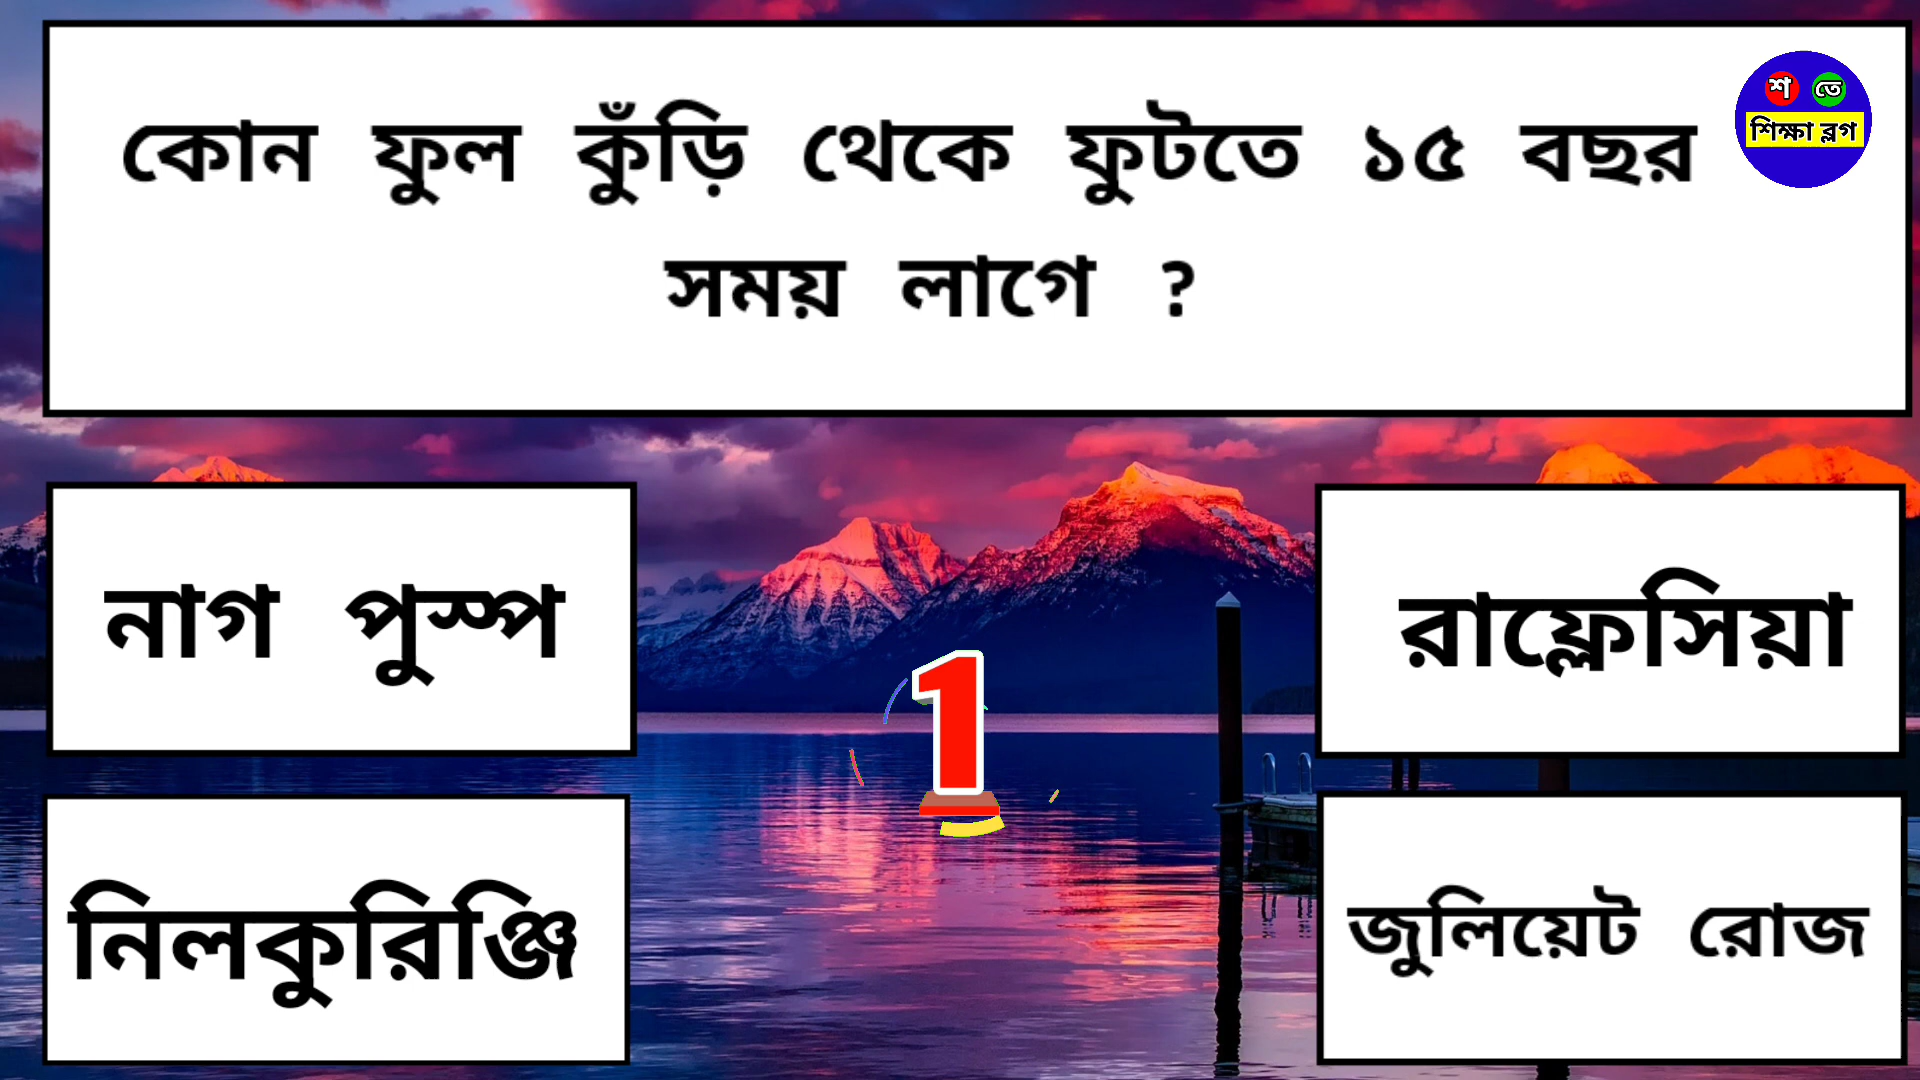 কোন ফুল কুঁড়ি থেকে ফুটতে ১৫ বছর
সময় লাগে ?
শ তে
শিক্ষা ব্লগ
নাগ পুস্প
রাফ্লেসিয়া
1
নিলকুরিঞ্জি
জুলিয়েট রোজ